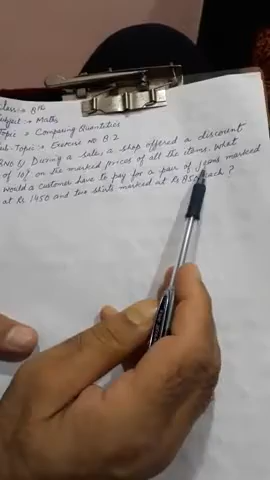 Class:→ 8th
Subject:→ Maths
Topic:→ Comparing Quantities
Sub-Topic:→ Exercise No 8.2
QNO 1) During a sale, a shop offered a discount
of 10% on the marked prices of all the items. What
would a customer have to pay for a pair of jeans marked
at Rs 1450 and two shirts marked at Rs 850 each?